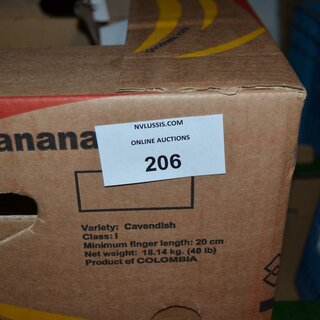 NVLUSSIS.COM
ONLINE AUCTIONS
206
anana
Variety: Cavendish
Class: I
Minimum finger length: 20 cm
Net weight: 18.14 kg. (40 lb)
Product of COLOMBIA